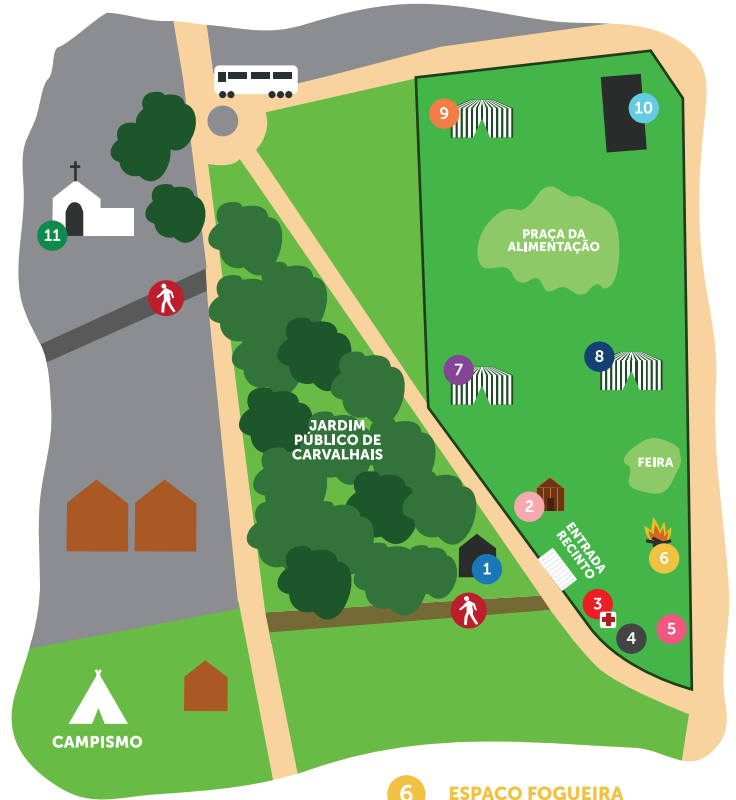 9
10
PRAÇA DA
ALIMENTAÇÃO
11
8
7
JARDIM
PÚBLICO DE
CARVALHAIS
FEIRA
2
ENTRADA
RECINTO
6
1
3
5
4
CAMPISMO
6 ESPAÇO FOGUEIRA